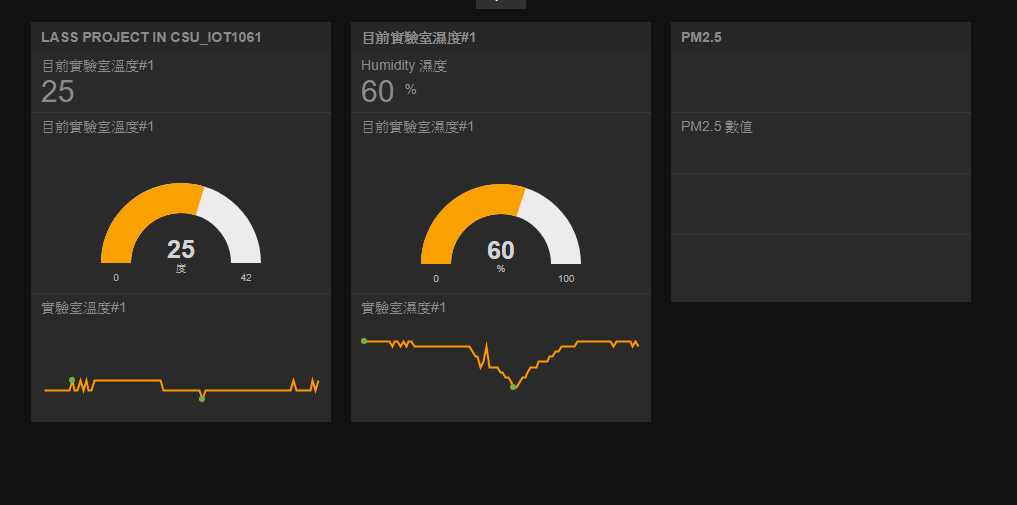 LASS PROJECT IN CSU_IOT1061
目前實驗室溫度#1
25
目前實驗室溫度#1
25
度
0 42
實驗室溫度#1
目前實驗室濕度#1
Humidity 濕度
60 %
目前實驗室濕度#1
60
%
0 100
實驗室濕度#1
PM2.5
PM2.5 數值